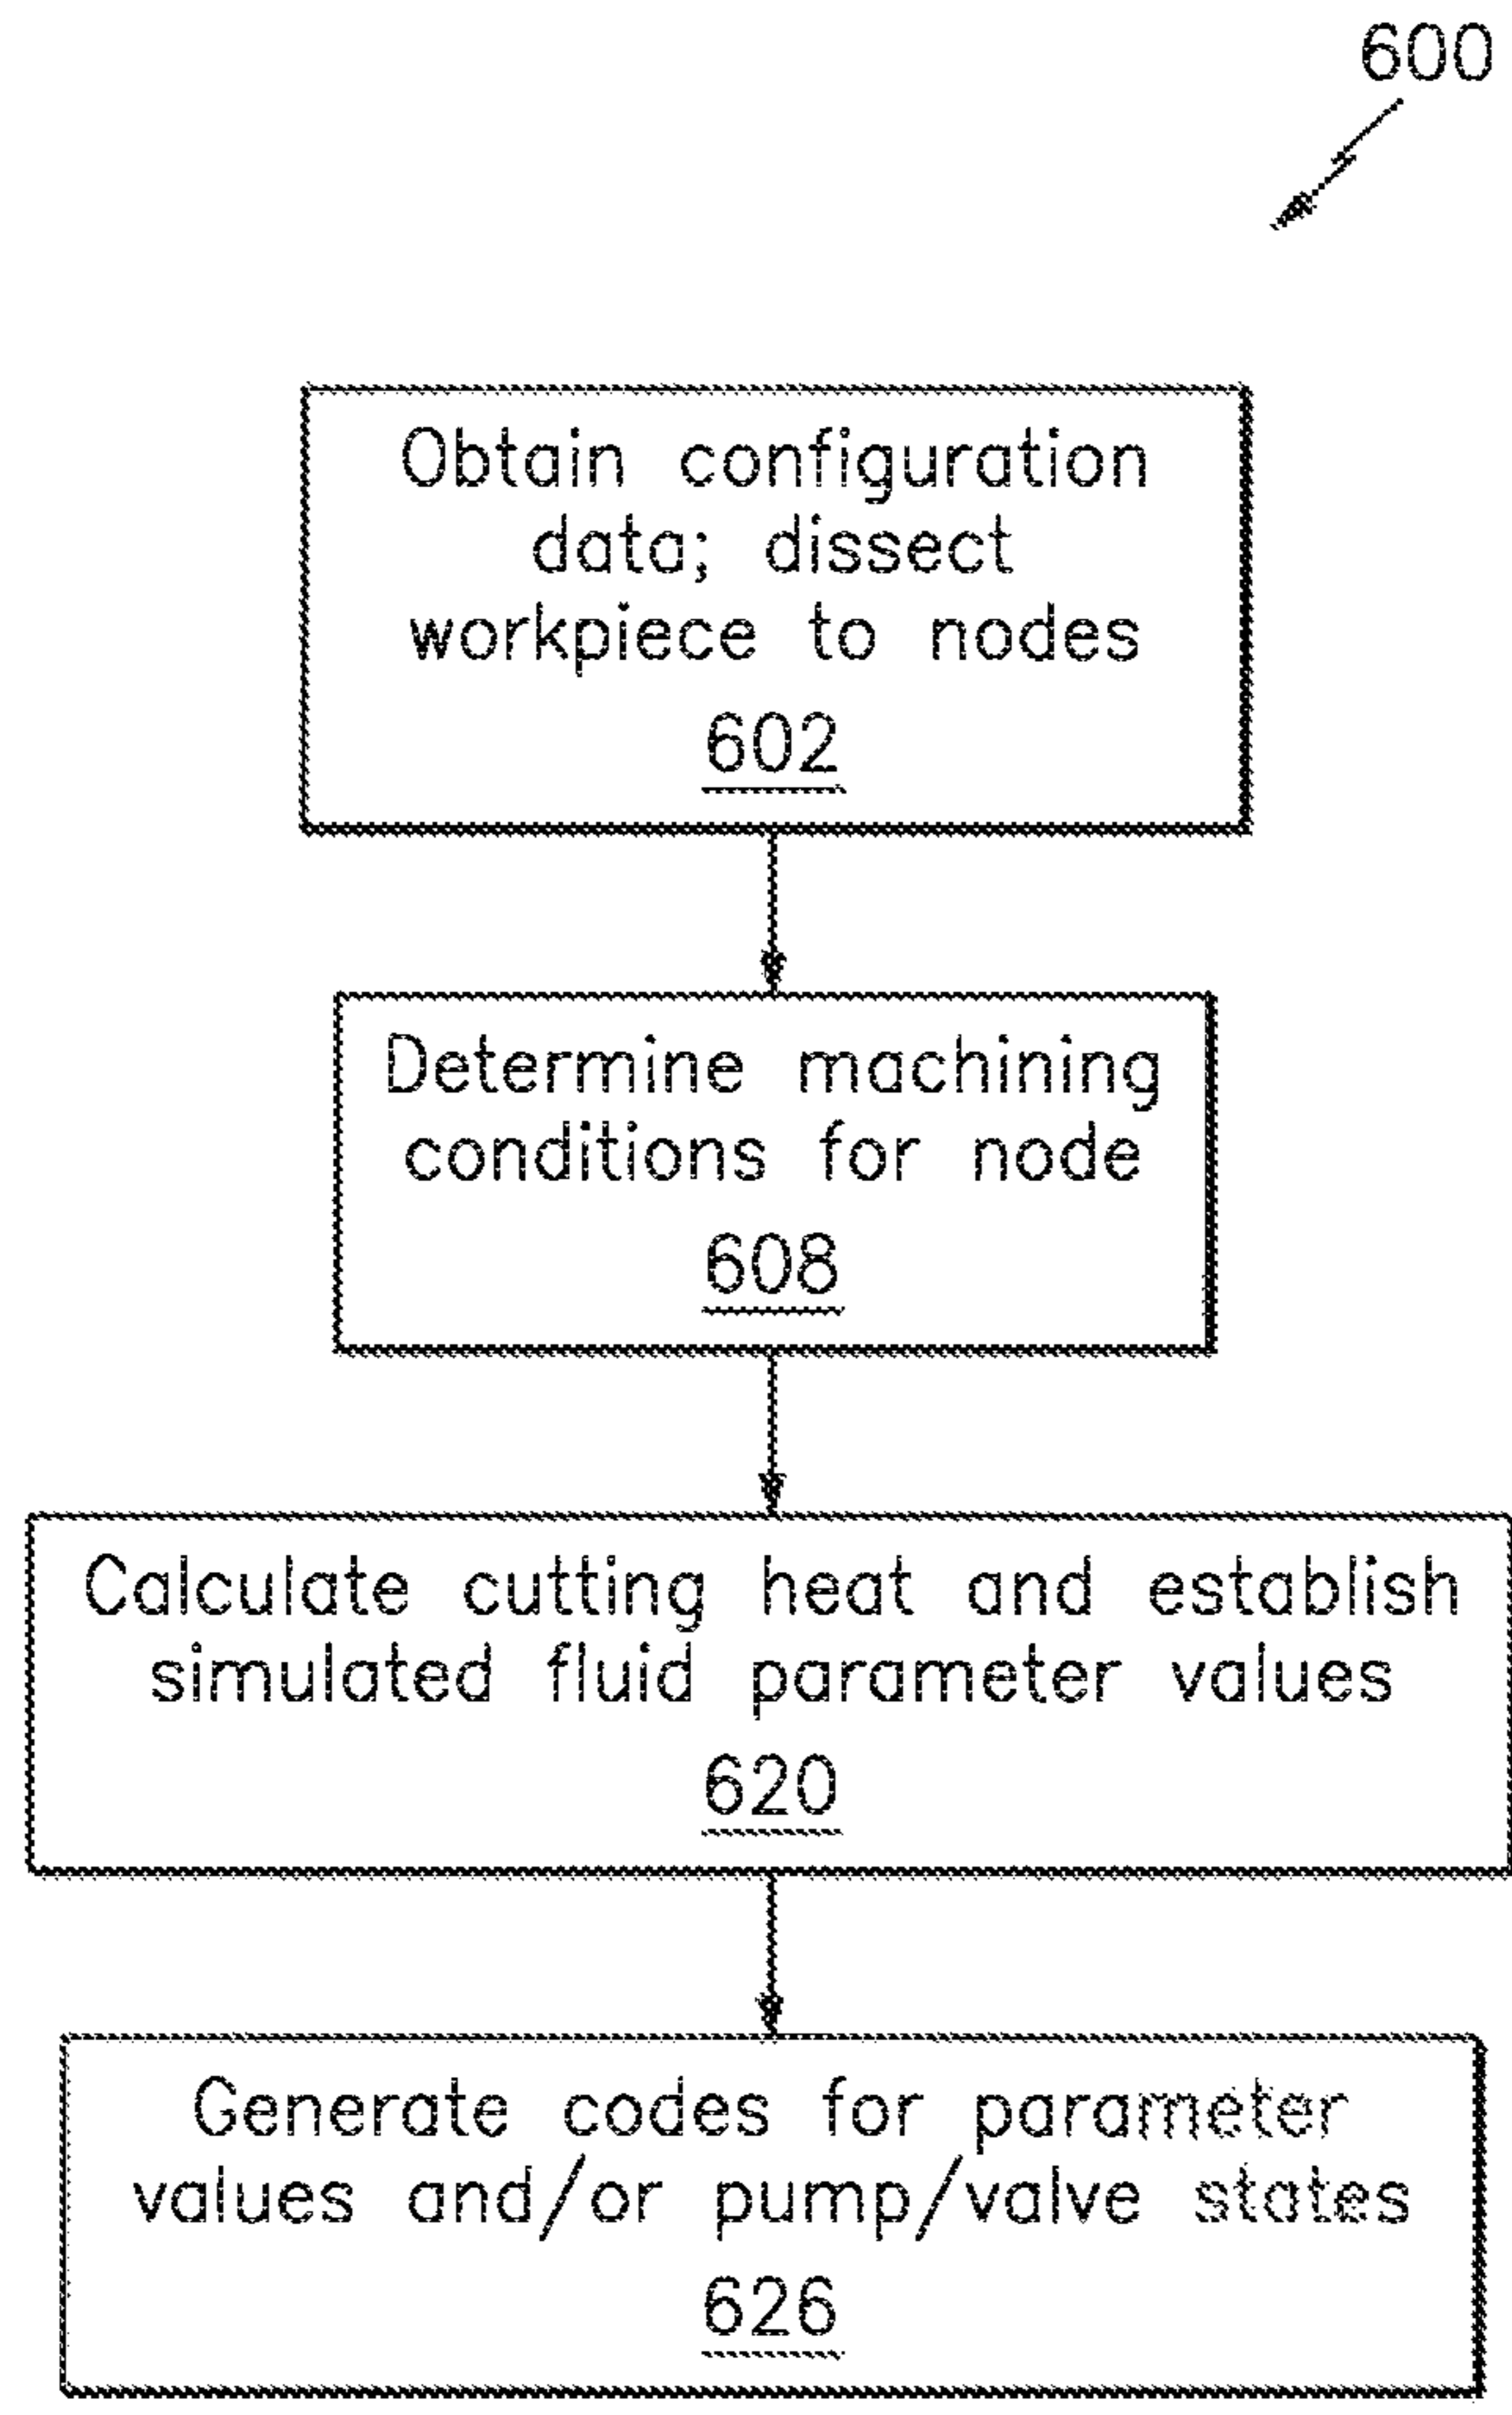 600
Obtain configuration
data; dissect
workpiece to nodes
602
Determine machining
conditions for node
608
Calculate cutting heat and establish
simulated fluid parameter values
620
Generate codes for parameter
values and/or pump/valve states
626